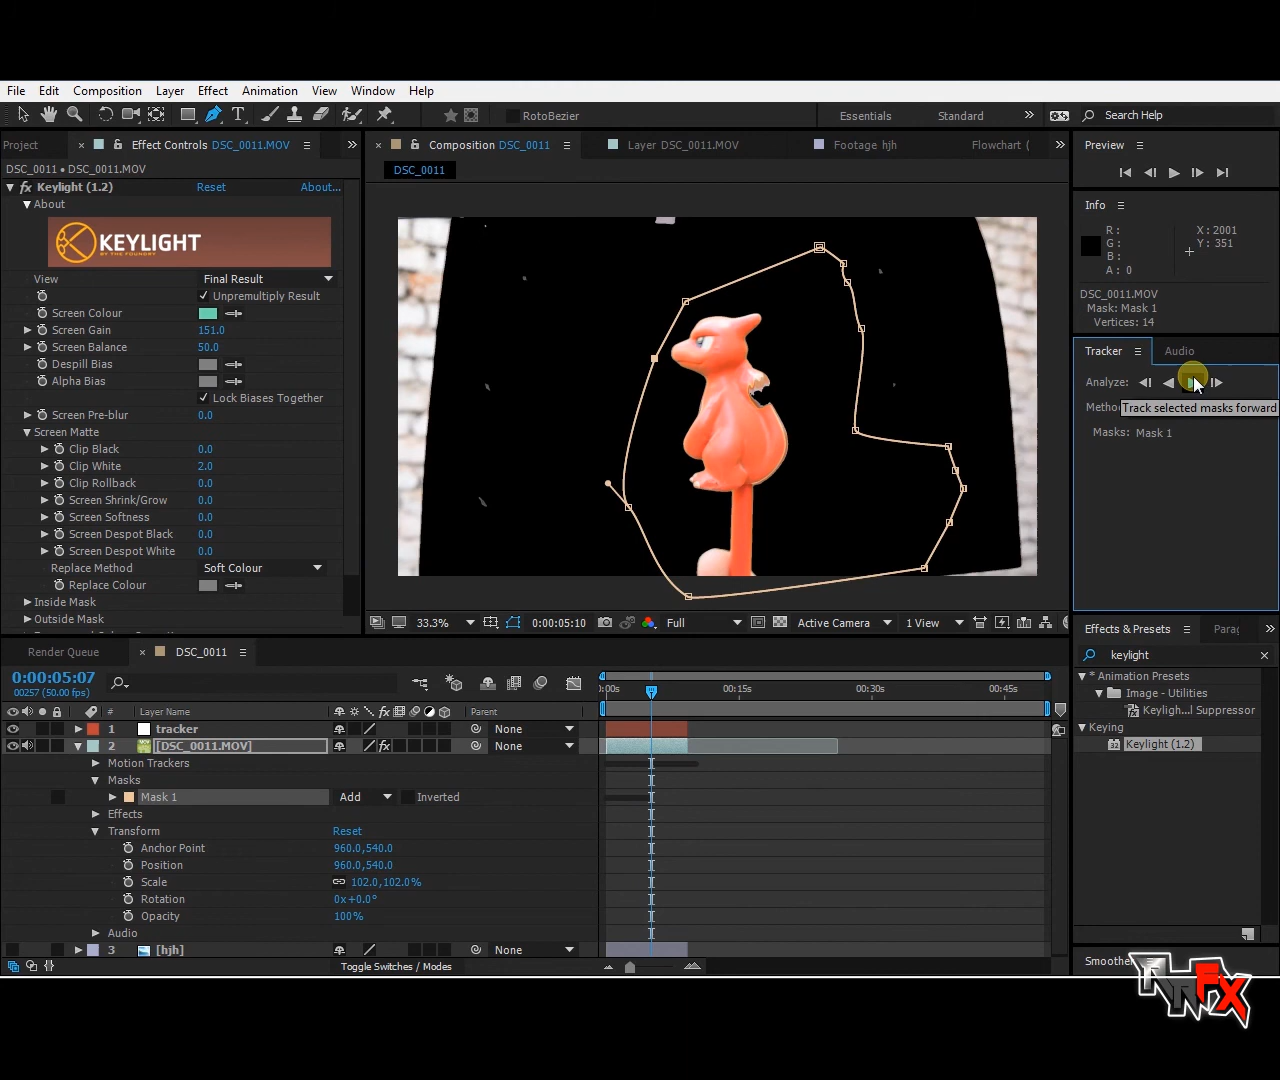 File Edit Composition Layer Effect Animation View Window Help
RotoBezier Essentials Standard » Search Help
Project × Effect Controls DSC_0011.MOV » × Composition DSC_0011 Layer DSC_0011.MOV Footage hjh Flowchart ( » Preview
DSC_0011 • DSC_0011.MOV DSC_0011
fx Keylight (1.2) Reset About...
About
KEYLIGHT
BY THE FOUNDRY
View Final Result
Unpremultiply Result
Screen Colour
Screen Gain 151.0
Screen Balance 50.0
Despill Bias
Alpha Bias
Lock Biases Together
Screen Pre-blur 0.0
Screen Matte
Clip Black 0.0
Clip White 2.0
Clip Rollback 0.0
Screen Shrink/Grow 0.0
Screen Softness 0.0
Screen Despot Black 0.0
Screen Despot White 0.0
Replace Method Soft Colour
Replace Colour
Inside Mask
Outside Mask
33.3% 0:00:05:10 Full Active Camera 1 View
Info
R : X : 2001
G : Y : 351
B :
A : 0
DSC_0011.MOV
Mask: Mask 1
Vertices: 14
Tracker Audio
Analyze:
Metho Track selected masks forward
Masks: Mask 1
Effects & Presets Parag »
keylight ×
* Animation Presets
Image - Utilities
Keyligh...l Suppressor
Keying
32 Keylight (1.2)
Smoother
Render Queue × DSC_0011
0:00:05:07
00257 (50.00 fps)
):00s 00:15s 00:30s 00:45s
# Layer Name fx Parent
1 tracker None
2 [DSC_0011.MOV] fx None
Motion Trackers
Masks
Mask 1 Add Inverted
Effects
Transform Reset
Anchor Point 960.0,540.0
Position 960.0,540.0
Scale 102.0,102.0%
Rotation 0x+0.0°
Opacity 100%
Audio
3 [hjh] None
Toggle Switches / Modes